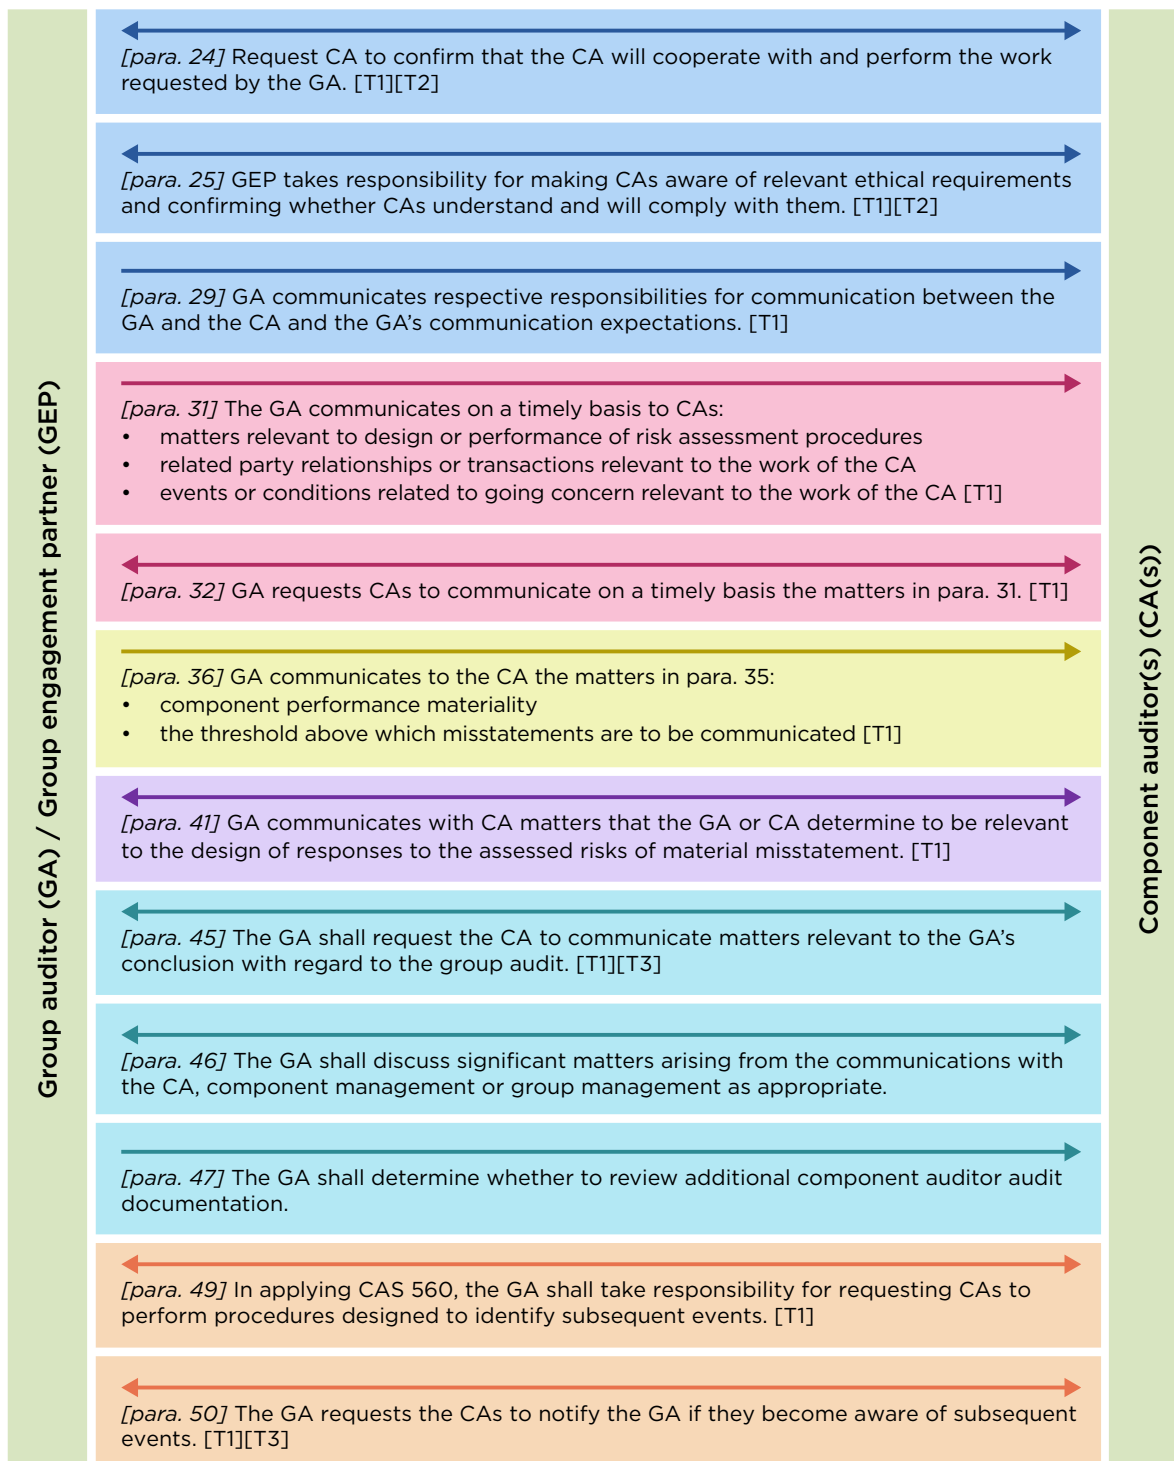 Group auditor (GA) / Group engagement partner (GEP)
[para. 24] Request CA to confirm that the CA will cooperate with and perform the work
requested by the GA. [T1][T2]
[para. 25] GEP takes responsibility for making CAs aware of relevant ethical requirements
and confirming whether CAs understand and will comply with them. [T1][T2]
[para. 29] GA communicates respective responsibilities for communication between the
GA and the CA and the GA’s communication expectations. [T1]
[para. 31] The GA communicates on a timely basis to CAs:
• matters relevant to design or performance of risk assessment procedures
• related party relationships or transactions relevant to the work of the CA
• events or conditions related to going concern relevant to the work of the CA [T1]
[para. 32] GA requests CAs to communicate on a timely basis the matters in para. 31. [T1]
[para. 36] GA communicates to the CA the matters in para. 35:
• component performance materiality
• the threshold above which misstatements are to be communicated [T1]
[para. 41] GA communicates with CA matters that the GA or CA determine to be relevant
to the design of responses to the assessed risks of material misstatement. [T1]
[para. 45] The GA shall request the CA to communicate matters relevant to the GA’s
conclusion with regard to the group audit. [T1][T3]
[para. 46] The GA shall discuss significant matters arising from the communications with
the CA, component management or group management as appropriate.
[para. 47] The GA shall determine whether to review additional component auditor audit
documentation.
[para. 49] In applying CAS 560, the GA shall take responsibility for requesting CAs to
perform procedures designed to identify subsequent events. [T1]
[para. 50] The GA requests the CAs to notify the GA if they become aware of subsequent
events. [T1][T3]
Component auditor(s) (CA(s))